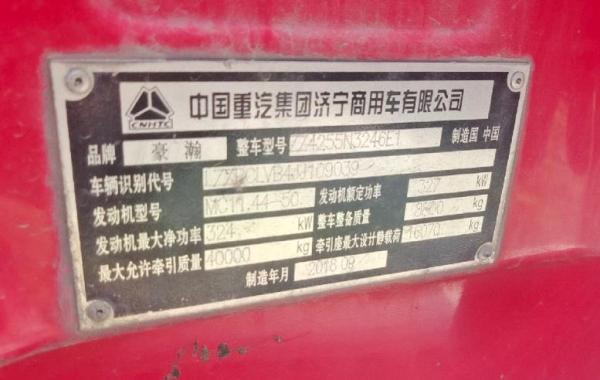 CNHTC 中国重汽集团济宁商用车有限公司
品牌 豪瀚 整车型号 ZZ4255N3246E1 制造国 中国
车辆识别代号
发动机型号 MC11.44-50 发动机额定功率 327 kW
发动机最大净功率 324 kW 整车整备质量 8800 kg
最大允许牵引质量 40000 kg 牵引座最大设计静载荷 16070 kg
制造年月 2018 09